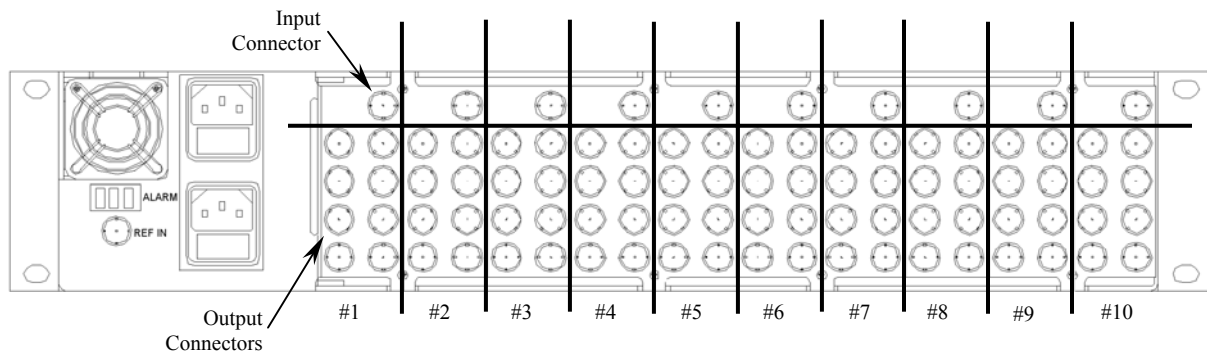 Input
Connector
ALARM
REF IN
Output
Connectors
#1 #2 #3 #4 #5 #6 #7 #8 #9 #10